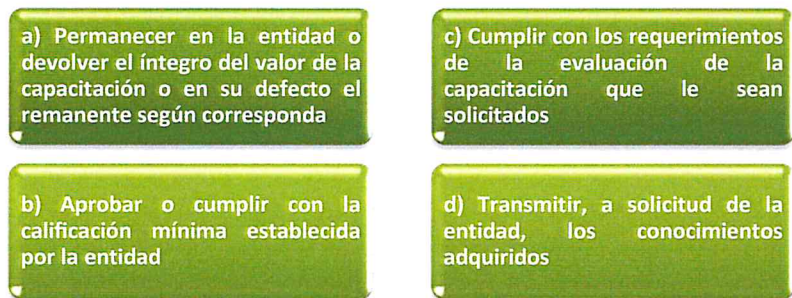 a) Permanecer en la entidad o
devolver el íntegro del valor de la
capacitación o en su defecto el
remanente según corresponda
b) Aprobar o cumplir con la
calificación mínima establecida
por la entidad
c) Cumplir con los requerimientos
de la evaluación de la
capacitación que le sean
solicitados
d) Transmitir, a solicitud de la
entidad, los conocimientos
adquiridos